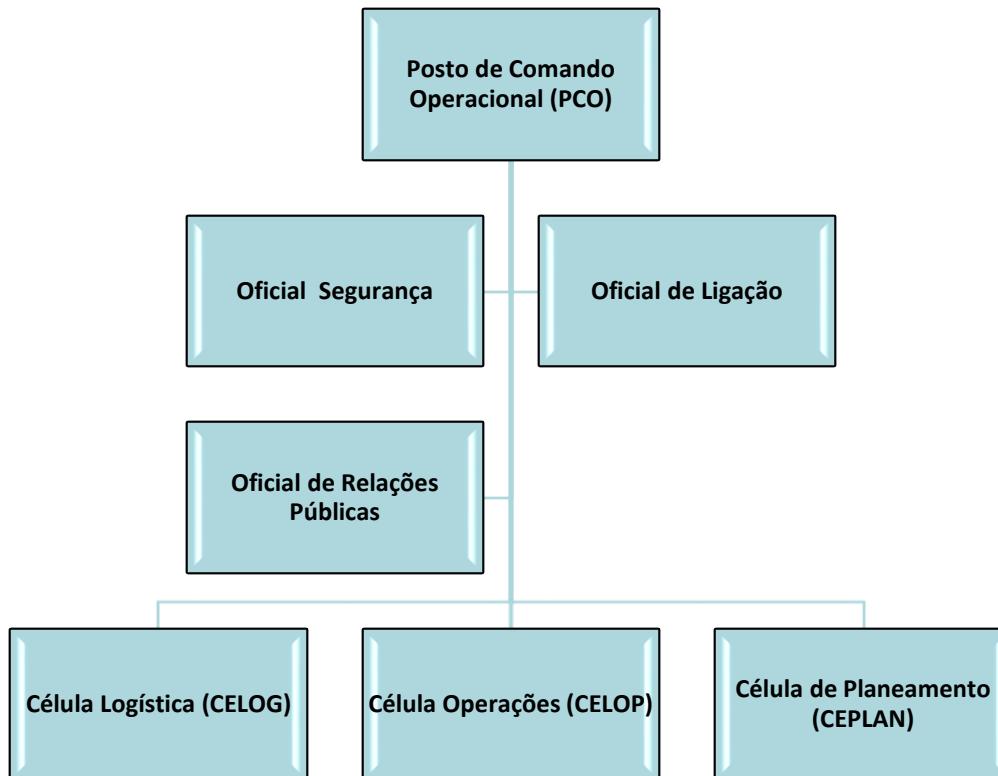 Posto de Comando
Operacional (PCO)
Oficial  Segurança
Oficial de Ligação
Oficial de Relações
Públicas
Célula Logística (CELOG)
Célula Operações (CELOP)
Célula de Planeamento
(CEPLAN)